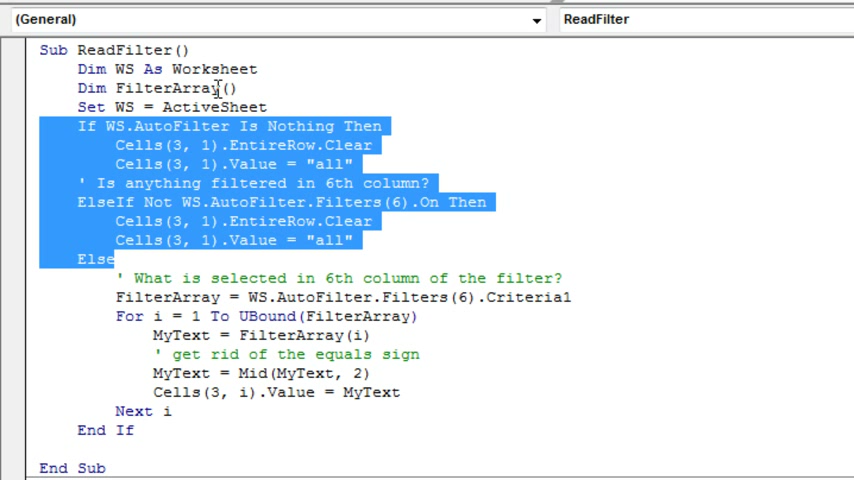 (General)
ReadFilter
Sub ReadFilter()
    Dim WS As Worksheet
    Dim FilterArray()
    Set WS = ActiveSheet
    If WS.AutoFilter Is Nothing Then
        Cells(3, 1).EntireRow.Clear
        Cells(3, 1).Value = "all"
    ' Is anything filtered in 6th column?
    ElseIf Not WS.AutoFilter.Filters(6).On Then
        Cells(3, 1).EntireRow.Clear
        Cells(3, 1).Value = "all"
    Else
        ' What is selected in 6th column of the filter?
        FilterArray = WS.AutoFilter.Filters(6).Criteria1
        For i = 1 To UBound(FilterArray)
            MyText = FilterArray(i)
            ' get rid of the equals sign
            MyText = Mid(MyText, 2)
            Cells(3, i).Value = MyText
        Next i
    End If
End Sub